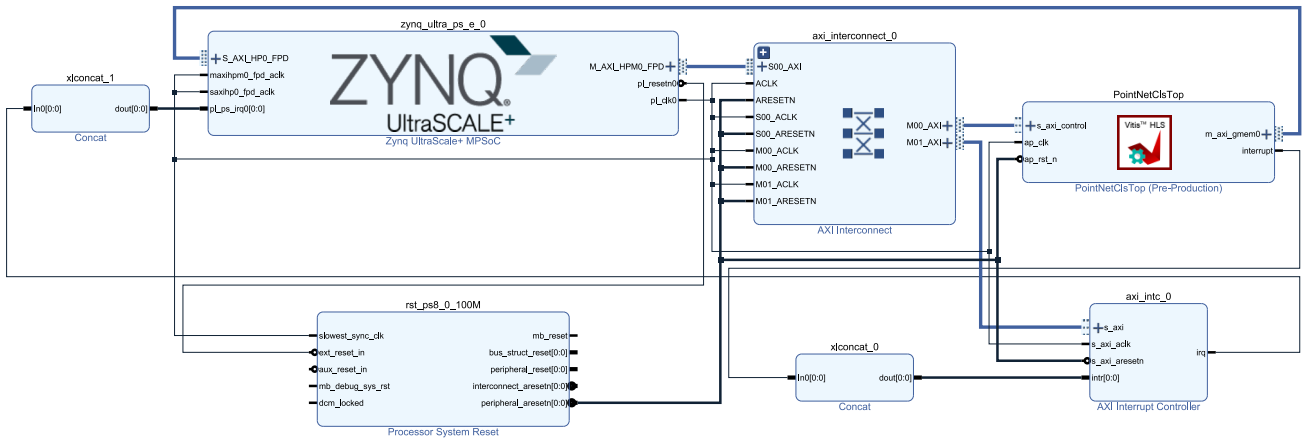 zynq_ultra_ps_e_0
S_AXI_HP0_FPD
maxihpm0_fpd_aclk
saxihp0_fpd_aclk
pl_ps_irq0[0:0]
ZYNQ
UltraSCALE+
M_AXI_HPM0_FPD
pl_resetn0
pl_clk0
Zynq UltraScale+ MPSoC
xlconcat_1
In0[0:0]
dout[0:0]
Concat
axi_interconnect_0
S00_AXI
ACLK
ARESETN
S00_ACLK
S00_ARESETN
M00_ACLK
M00_ARESETN
M01_ACLK
M01_ARESETN
M00_AXI
M01_AXI
AXI Interconnect
PointNetClsTop
s_axi_control
ap_clk
ap_rst_n
Vitis™ HLS
m_axi_gmem0
interrupt
PointNetClsTop (Pre-Production)
rst_ps8_0_100M
slowest_sync_clk
ext_reset_in
aux_reset_in
mb_debug_sys_rst
dcm_locked
mb_reset
bus_struct_reset[0:0]
peripheral_reset[0:0]
interconnect_aresetn[0:0]
peripheral_aresetn[0:0]
Processor System Reset
xlconcat_0
In0[0:0]
dout[0:0]
Concat
axi_intc_0
s_axi
s_axi_aclk
s_axi_aresetn
intr[0:0]
irq
AXI Interrupt Controller